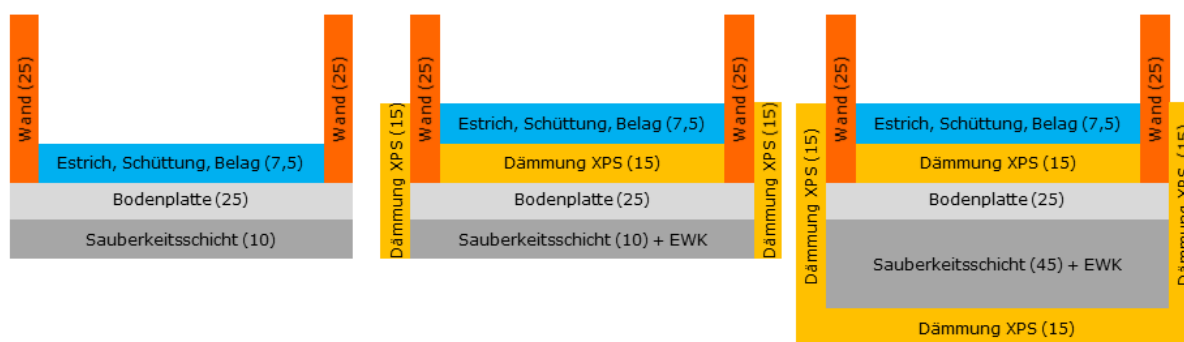 Wand (25)
Wand (25)
Estrich, Schüttung, Belag (7,5)
Bodenplatte (25)
Sauberkeitsschicht (10)
Dämmung XPS (15)
Wand (25)
Wand (25)
Dämmung XPS (15)
Estrich, Schüttung, Belag (7,5)
Dämmung XPS (15)
Bodenplatte (25)
Sauberkeitsschicht (10) + EWK
Dämmung XPS (15)
Wand (25)
Wand (25)
Dämmung XPS (15)
Estrich, Schüttung, Belag (7,5)
Dämmung XPS (15)
Bodenplatte (25)
Sauberkeitsschicht (45) + EWK
Dämmung XPS (15)